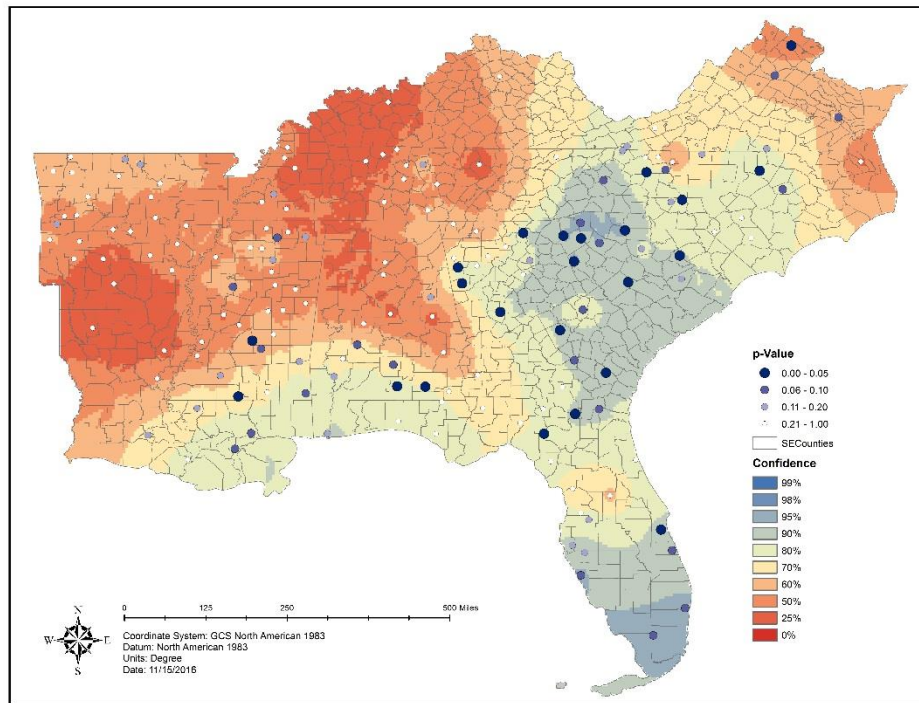 p-Value
0.00 - 0.05
0.06 - 0.10
0.11 - 0.20
0.21 - 1.00
SECounties
Confidence
99%
98%
95%
90%
80%
70%
60%
50%
25%
0%
0 125 250 500 Miles
N
W E
S
Coordinate System: GCS North American 1983
Datum: North American 1983
Units: Degree
Date: 11/15/2016